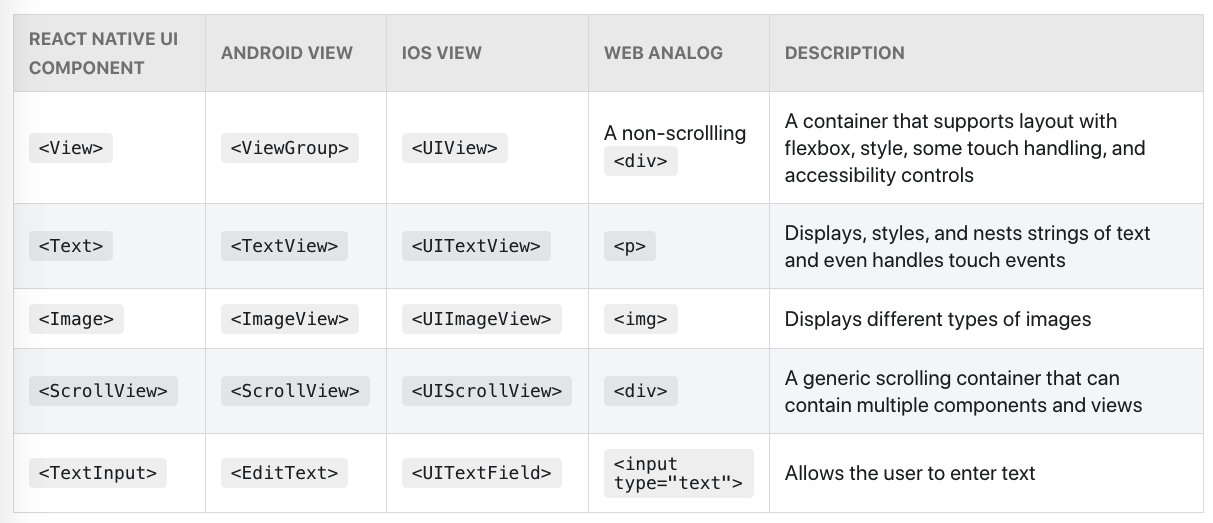 REACT NATIVE UI
COMPONENT
ANDROID VIEW
IOS VIEW
WEB ANALOG
DESCRIPTION
<View>
<ViewGroup>
<UIView>
A non-scrollling
<div>
A container that supports layout with
flexbox, style, some touch handling, and
accessibility controls
<Text>
<TextView>
<UITextView>
<p>
Displays, styles, and nests strings of text
and even handles touch events
<Image>
<ImageView>
<UIImageView>
<img>
Displays different types of images
<ScrollView>
<ScrollView>
<UIScrollView>
<div>
A generic scrolling container that can
contain multiple components and views
<TextInput>
<EditText>
<UITextField>
<input
type="text">
Allows the user to enter text